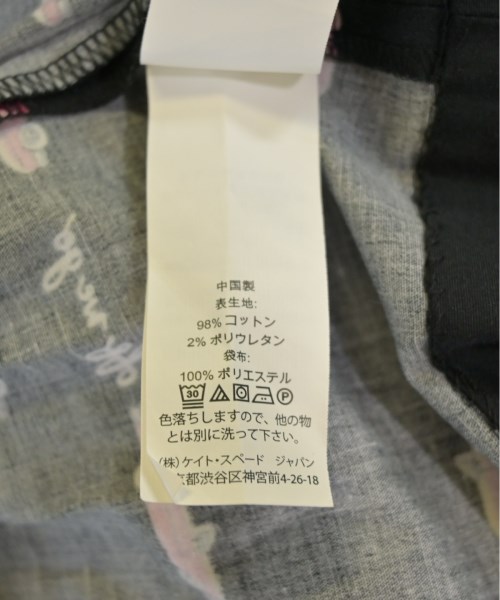 中国製
表生地:
98% コットン
2% ポリウレタン
袋布:
100% ポリエステル
30 P
色落ちしますので、他の物
とは別に洗って下さい。
(株)ケイト・スペード ジャパン
京都渋谷区神宮前4-26-18